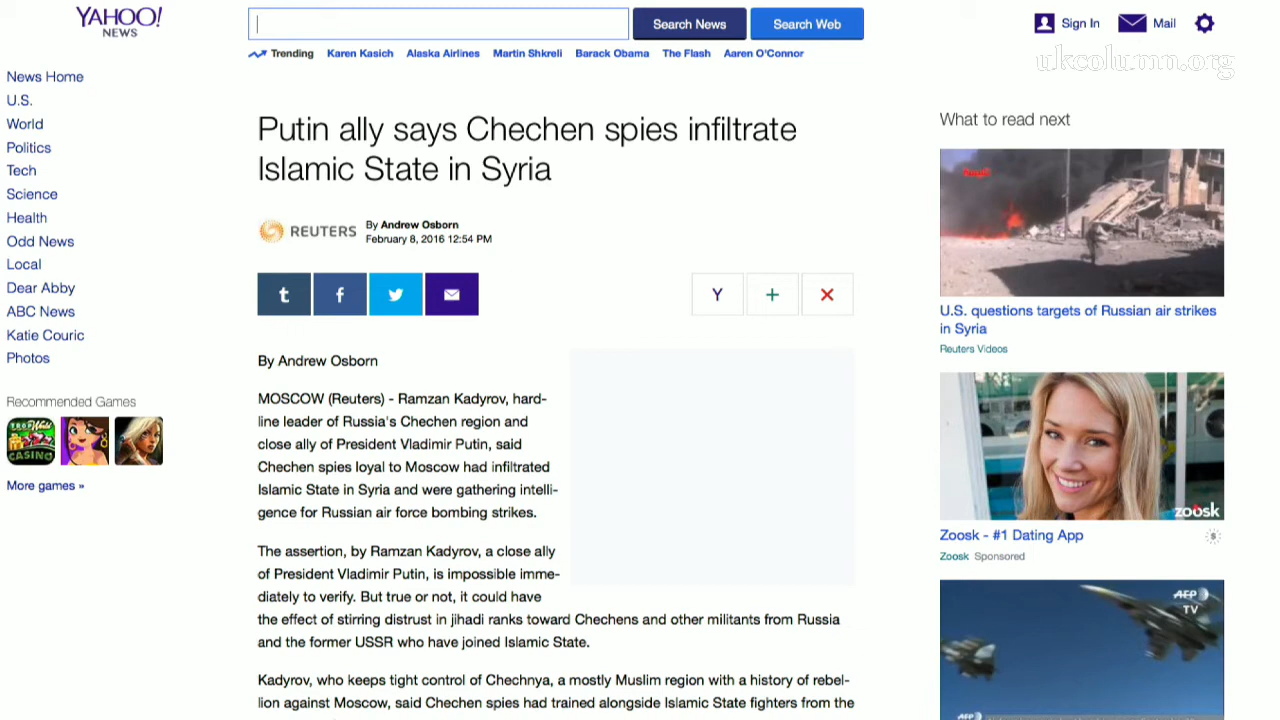 YAHOO!
NEWS
Search News
Search Web
Sign In
Mail
Trending Karen Kasich Alaska Airlines Martin Shkreli Barack Obama The Flash Aaren O'Connor
ukcolumn.org
News Home
U.S.
World
Politics
Tech
Science
Health
Odd News
Local
Dear Abby
ABC News
Katie Couric
Photos
Recommended Games
CASINO
More games »
Putin ally says Chechen spies infiltrate
Islamic State in Syria
REUTERS
By Andrew Osborn
February 8, 2016 12:54 PM
t
f
Y
By Andrew Osborn
MOSCOW (Reuters) - Ramzan Kadyrov, hard-
line leader of Russia's Chechen region and
close ally of President Vladimir Putin, said
Chechen spies loyal to Moscow had infiltrated
Islamic State in Syria and were gathering intelli-
gence for Russian air force bombing strikes.
The assertion, by Ramzan Kadyrov, a close ally
of President Vladimir Putin, is impossible imme-
diately to verify. But true or not, it could have
the effect of stirring distrust in jihadi ranks toward Chechens and other militants from Russia
and the former USSR who have joined Islamic State.
Kadyrov, who keeps tight control of Chechnya, a mostly Muslim region with a history of rebel-
lion against Moscow, said Chechen spies had trained alongside Islamic State fighters from the
What to read next
U.S. questions targets of Russian air strikes
in Syria
Reuters Videos
zoosk
Zoosk - #1 Dating App
Zoosk Sponsored
$
AFP
TV
AFP